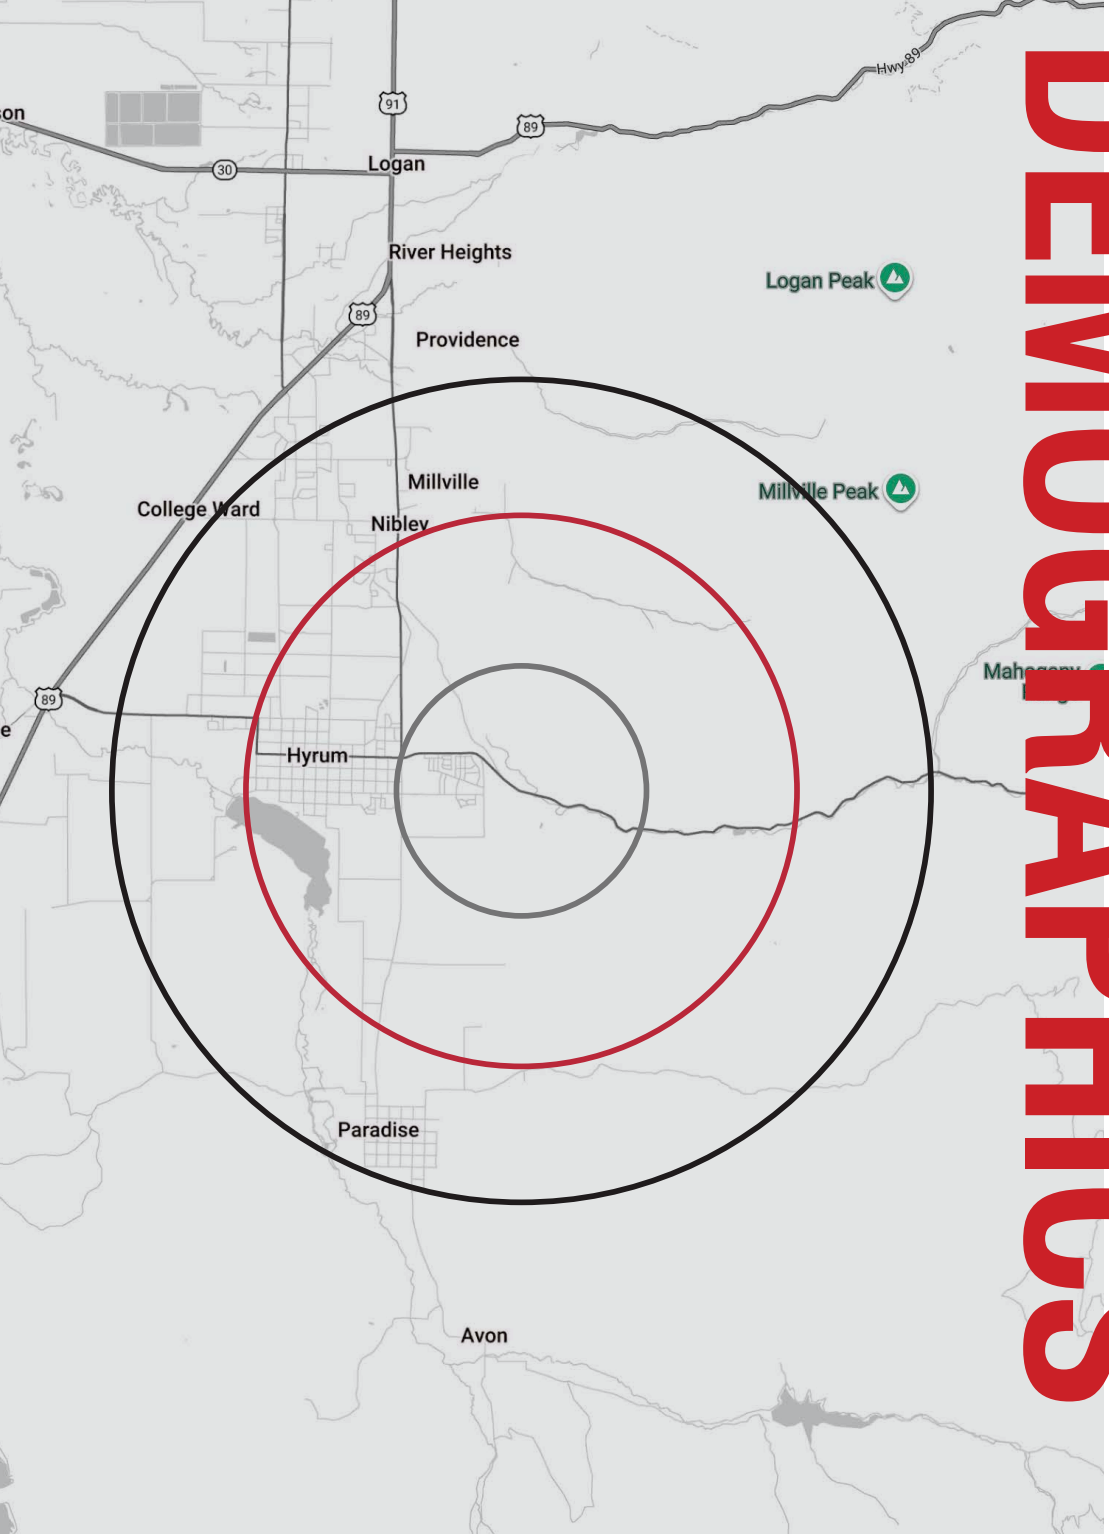 Hwy 89
91
89
on
30
Logan
River Heights
Logan Peak
89
Providence
Millville
Millville Peak
College Ward
Nibley
Mahogany
89
e
Hyrum
Paradise
Avon
DEMOGRAPHICS